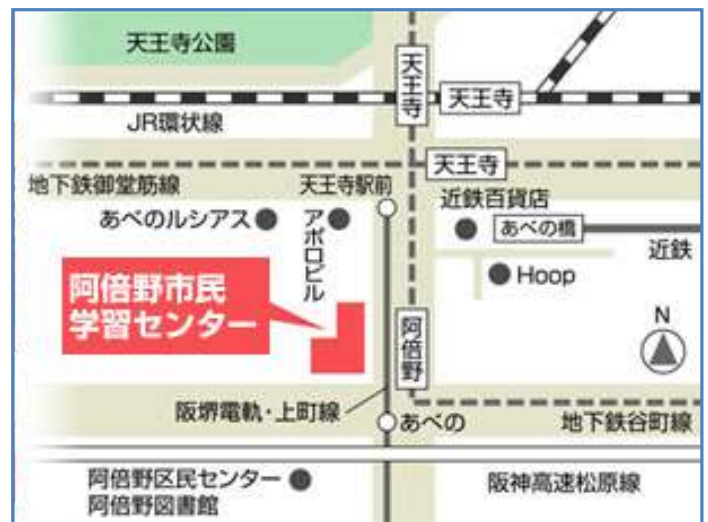 天王寺公園
天王寺
天王寺
JR環状線
天王寺
地下鉄御堂筋線
天王寺駅前
近鉄百貨店
あべのルシアス
アポロビル
あべの橋
近鉄
Hoop
阿倍野市民
学習センター
阿倍野
N
阪堺電軌・上町線
あべの
地下鉄谷町線
阿倍野区民センター
阿倍野図書館
阪神高速松原線